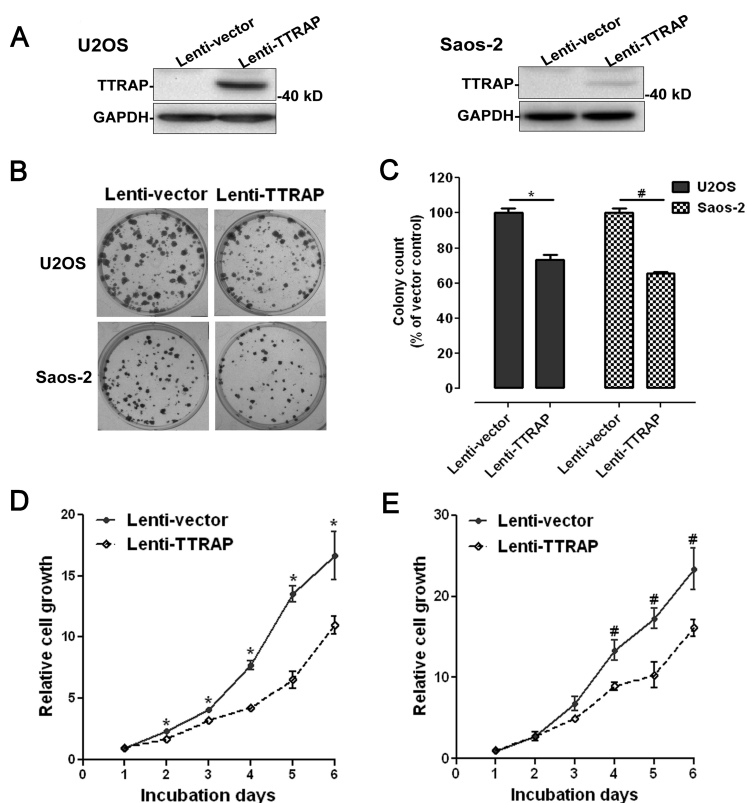 A
U2OS
Lenti-vector
Lenti-TTRAP
TTRAP-
-40 kD
GAPDH-
Saos-2
Lenti-vector
Lenti-TTRAP
TTRAP-
-40 kD
GAPDH-
B
Lenti-vector Lenti-TTRAP
U2OS
Saos-2
C
Colony count
(% of vector control)
120
100
80
60
40
20
0
* #
U2OS
Saos-2
Lenti-vector
Lenti-TTRAP
Lenti-vector
Lenti-TTRAP
D
Relative cell growth
20
15
10
5
0
Lenti-vector
Lenti-TTRAP
* * * * *
0 1 2 3 4 5 6
Incubation days
E
Relative cell growth
30
20
10
0
Lenti-vector
Lenti-TTRAP
# # #
0 1 2 3 4 5 6
Incubation days